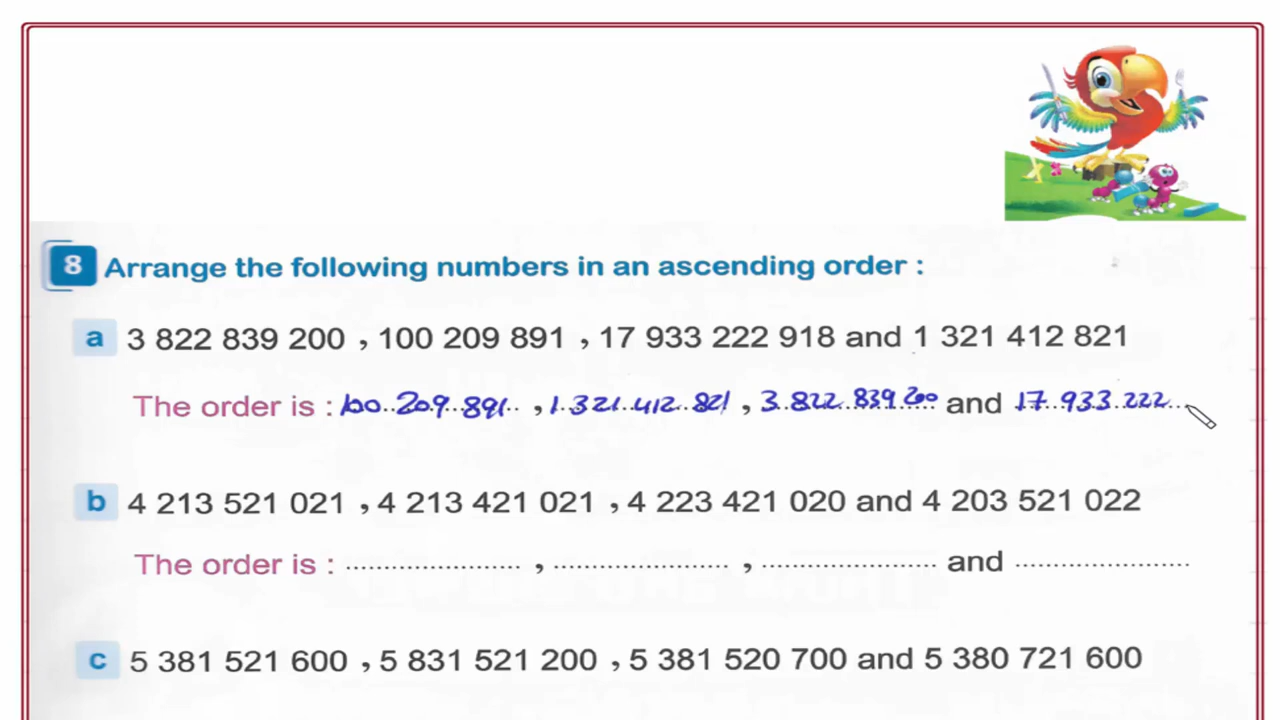 8 Arrange the following numbers in an ascending order :
a 3 822 839 200 , 100 209 891 , 17 933 222 918 and 1 321 412 821
The order is : 100 209 891 , 1 321 412 821 , 3 822 839 200 and 17 933 222
b 4 213 521 021 , 4 213 421 021 , 4 223 421 020 and 4 203 521 022
The order is : .................... , .................... , .................... and ....................
c 5 381 521 600 , 5 831 521 200 , 5 381 520 700 and 5 380 721 600